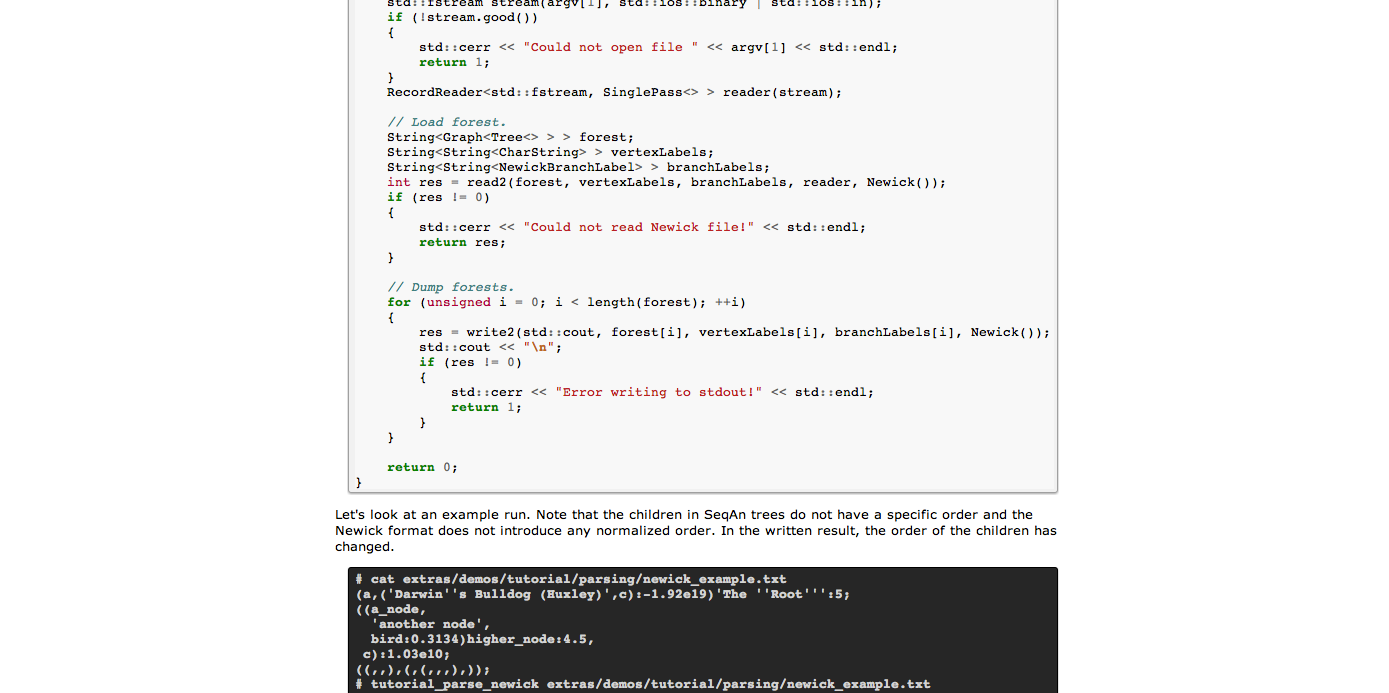 std::fstream stream(argv[1], std::ios::binary | std::ios::in);
if (!stream.good())
{
std::cerr << "Could not open file " << argv[1] << std::endl;
return 1;
}
RecordReader<std::fstream, SinglePass<> > reader(stream);
// Load forest.
String<Graph<Tree<> > > forest;
String<String<CharString> > vertexLabels;
String<String<NewickBranchLabel> > branchLabels;
int res = read2(forest, vertexLabels, branchLabels, reader, Newick());
if (res != 0)
{
std::cerr << "Could not read Newick file!" << std::endl;
return res;
}
// Dump forests.
for (unsigned i = 0; i < length(forest); ++i)
{
res = write2(std::cout, forest[i], vertexLabels[i], branchLabels[i], Newick());
std::cout << "\n";
if (res != 0)
{
std::cerr << "Error writing to stdout!" << std::endl;
return 1;
}
}
return 0;
}
Let's look at an example run. Note that the children in SeqAn trees do not have a specific order and the
Newick format does not introduce any normalized order. In the written result, the order of the children has
changed.
# cat extras/demos/tutorial/parsing/newick_example.txt
(a,('Darwin''s Bulldog (Huxley)',c):-1.92e19)'The ''Root''':5;
((a_node,
'another node',
bird:0.3134)higher_node:4.5,
c):1.03e10;
((,,),(,(,,,),));
# tutorial_parse_newick extras/demos/tutorial/parsing/newick_example.txt